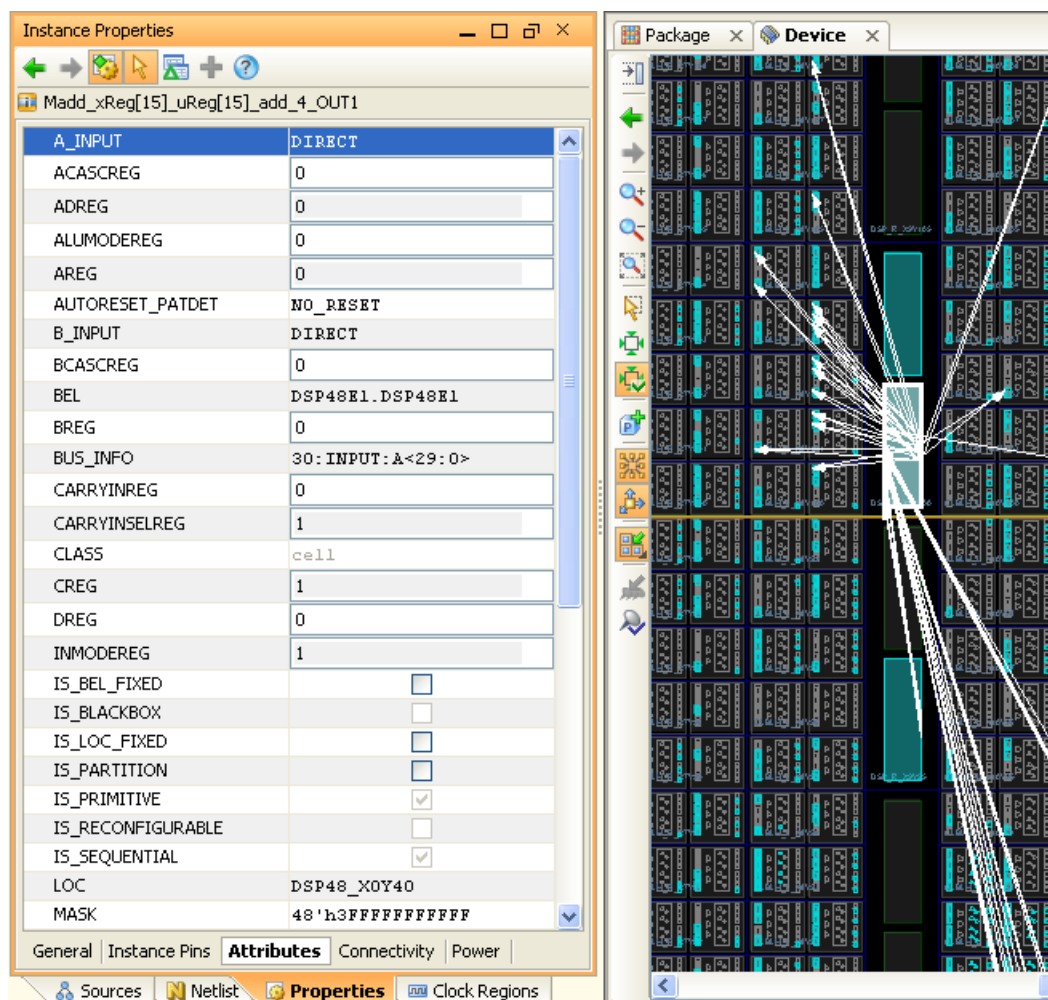 Instance Properties
Madd_xReg[15]_uReg[15]_add_4_OUT1
A_INPUT DIRECT
ACASCREG 0
ADREG 0
ALUMODEREG 0
AREG 0
AUTORESET_PATDET NO_RESET
B_INPUT DIRECT
BCASCREG 0
BEL DSP48E1.DSP48E1
BREG 0
BUS_INFO 30:INPUT:A<29:0>
CARRYINREG 0
CARRYINSELREG 1
CLASS cell
CREG 1
DREG 0
INMODEREG 1
IS_BEL_FIXED
IS_BLACKBOX
IS_LOC_FIXED
IS_PARTITION
IS_PRIMITIVE
IS_RECONFIGURABLE
IS_SEQUENTIAL
LOC DSP48_X0Y40
MASK 48'h3FFFFFFFFFFF
General Instance Pins Attributes Connectivity Power
Sources Netlist Properties Clock Regions
Package Device